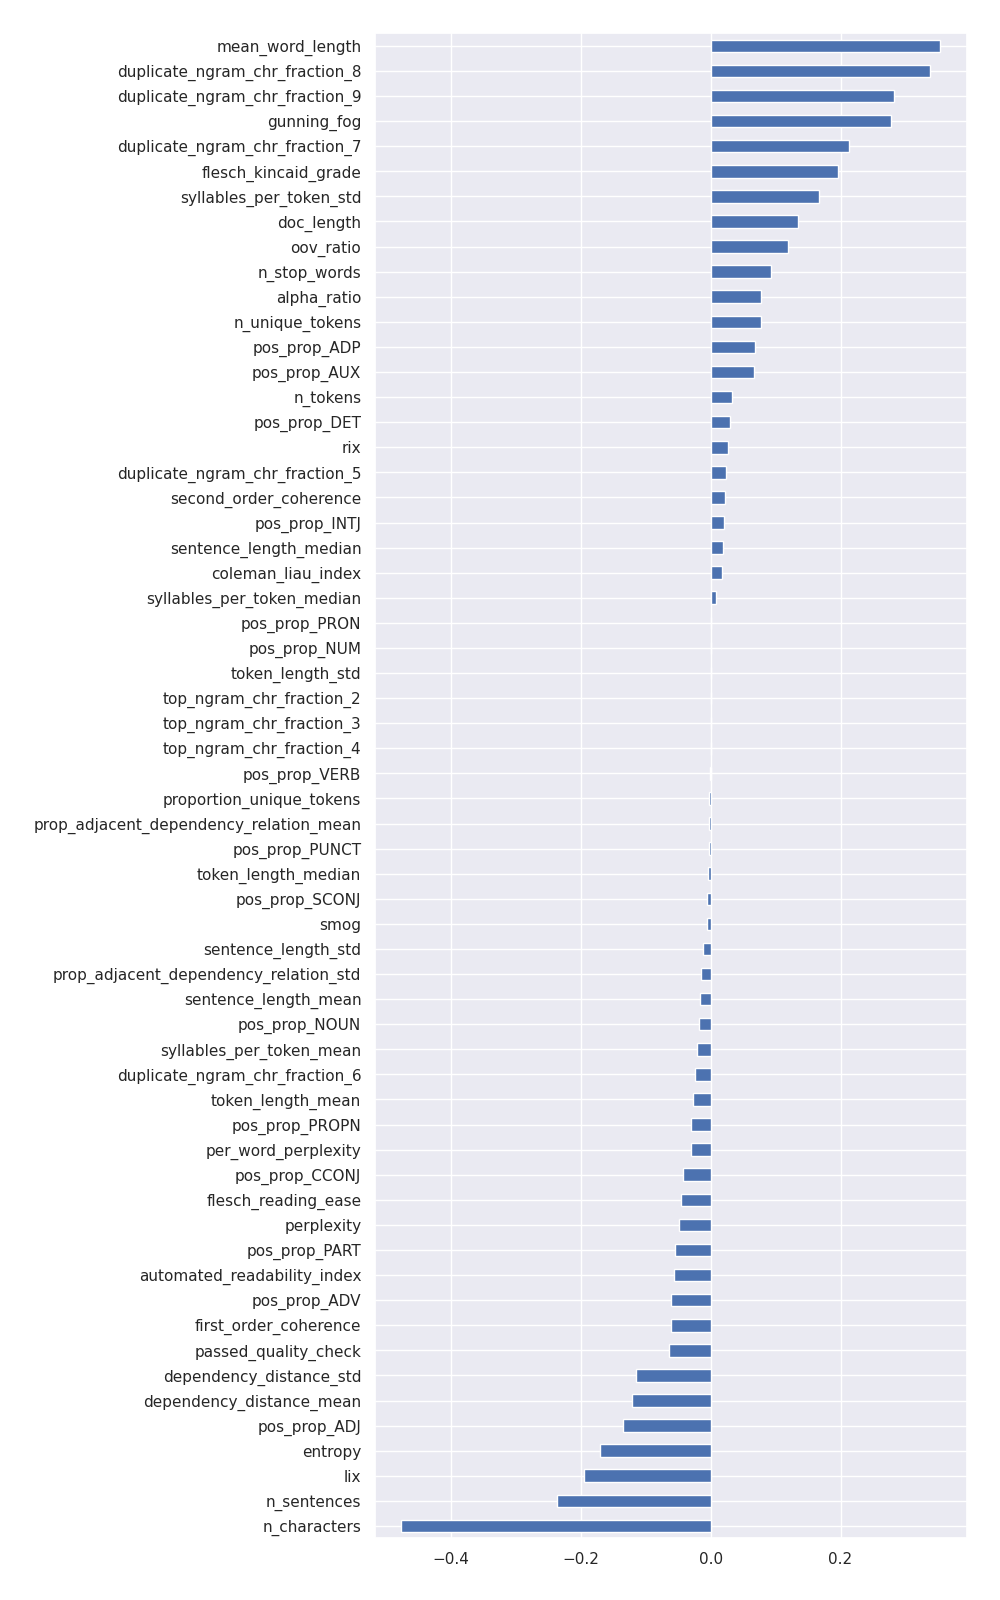 mean_word_length
duplicate_ngram_chr_fraction_8
duplicate_ngram_chr_fraction_9
gunning_fog
duplicate_ngram_chr_fraction_7
flesch_kincaid_grade
syllables_per_token_std
doc_length
oov_ratio
n_stop_words
alpha_ratio
n_unique_tokens
pos_prop_ADP
pos_prop_AUX
n_tokens
pos_prop_DET
rix
duplicate_ngram_chr_fraction_5
second_order_coherence
pos_prop_INTJ
sentence_length_median
coleman_liau_index
syllables_per_token_median
pos_prop_PRON
pos_prop_NUM
token_length_std
top_ngram_chr_fraction_2
top_ngram_chr_fraction_3
top_ngram_chr_fraction_4
pos_prop_VERB
proportion_unique_tokens
prop_adjacent_dependency_relation_mean
pos_prop_PUNCT
token_length_median
pos_prop_SCONJ
smog
sentence_length_std
prop_adjacent_dependency_relation_std
sentence_length_mean
pos_prop_NOUN
syllables_per_token_mean
duplicate_ngram_chr_fraction_6
token_length_mean
pos_prop_PROPN
per_word_perplexity
pos_prop_CCONJ
flesch_reading_ease
perplexity
pos_prop_PART
automated_readability_index
pos_prop_ADV
first_order_coherence
passed_quality_check
dependency_distance_std
dependency_distance_mean
pos_prop_ADJ
entropy
lix
n_sentences
n_characters
−0.4 −0.2 0.0 0.2